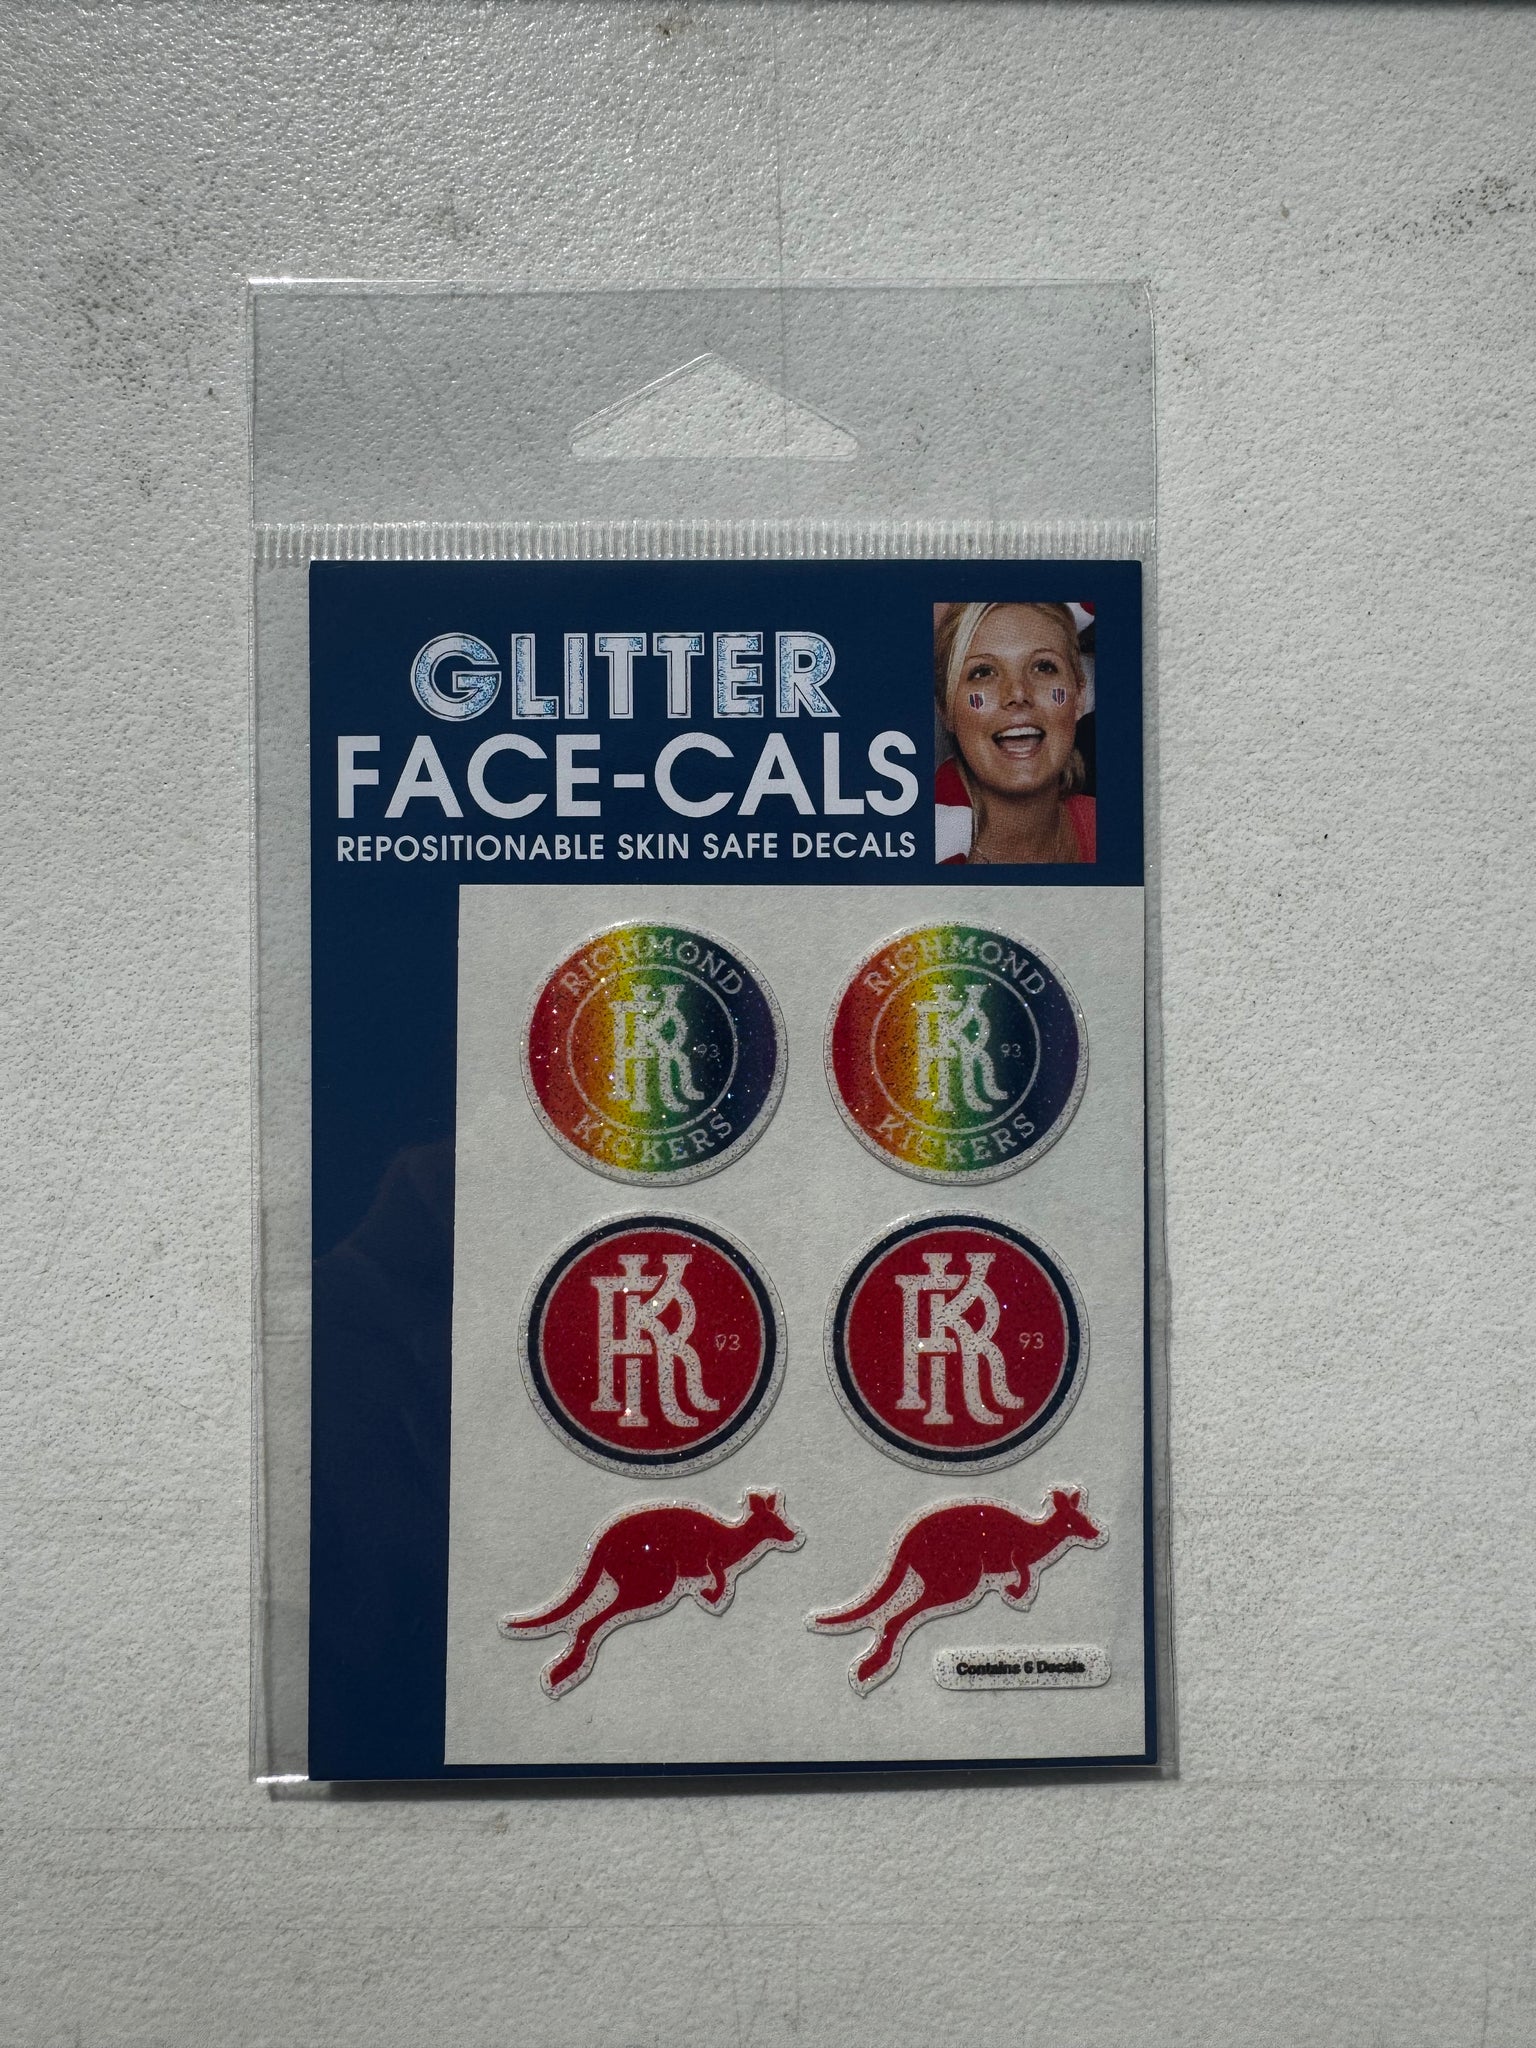 GLITTER
FACE-CALS
REPOSITIONABLE SKIN SAFE DECALS
RICHMOND
RK
93
KICKERS
RICHMOND
RK
93
KICKERS
RK
93
RK
93
Contains 6 Decals